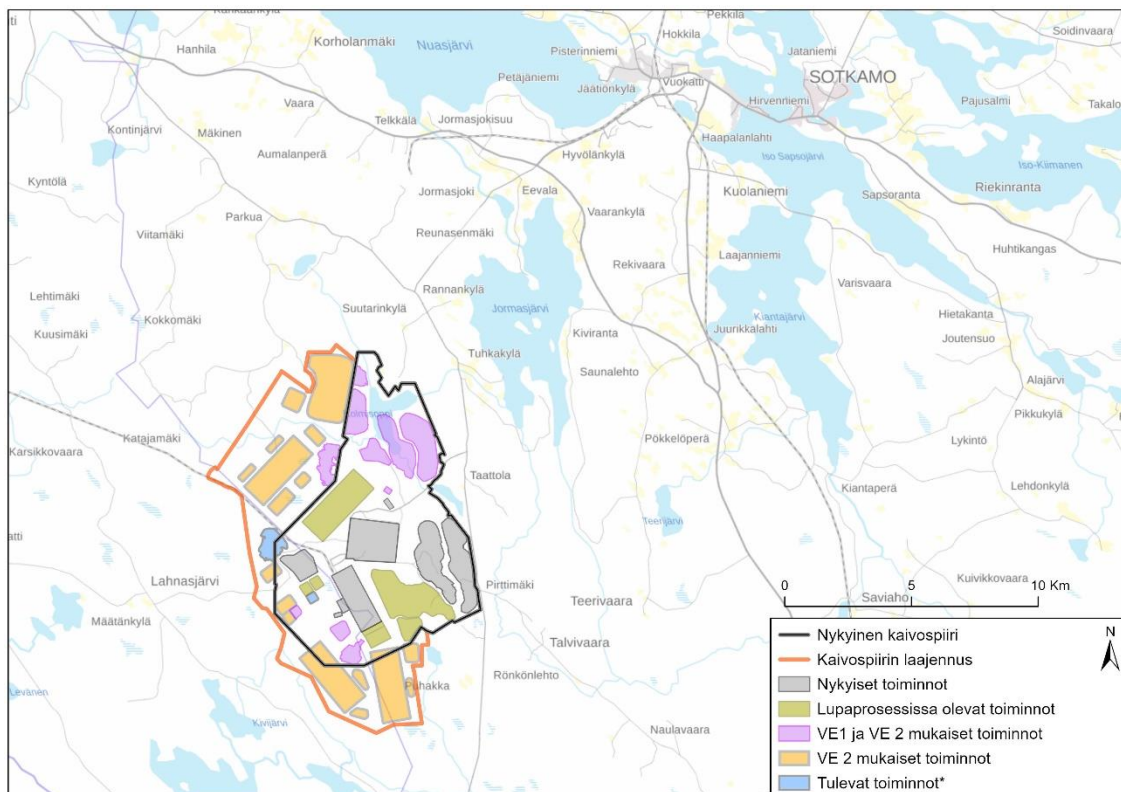 Karikaniemi
Pekkilä
Soidinvaara
Hanhila
Korholanmäki
Nuasjärvi
Pisterinniemi
Hokkila
Jataniemi
Petäjäniemi
Vuokatti
SOTKAMO
Jäätiönkylä
Hirvenniemi
Pajusalmi
Takalo
Vaara
Telkkälä
Jormasjokisuu
Kontinjärvi
Mäkinen
Haapalanlahti
Aumalanperä
Hyvölänkylä
Iso Sapsojärvi
Iso-Kiimanen
Kyntölä
Jormasjoki
Eevala
Kuolaniemi
Sapsoranta
Riekinranta
Parkua
Vaarankylä
Viitamäki
Reunasenmäki
Laajanniemi
Huhtikangas
Rekivaara
Varisvaara
Lehtimäki
Rannankylä
Kokkomäki
Suutarinkylä
Jormasjärvi
Kiantajärvi
Hietakanta
Kuusimäki
Kiviranta
Juurikkalahti
Joutensuo
Tuhkakylä
Saunalehto
Alajärvi
Kolmisoppi
Pikkukylä
Katajamäki
Pökkelöperä
Lykintö
Karsikkovaara
Taattola
Kiantaperä
Lehdonkylä
Teerijärvi
atti
Lahnasjärvi
Pirttimäki
Kuivikkovaara
Teerivaara
Saviaho
Määtänkylä
Talvivaara
Rönkönlehto
Puhakka
Levänen
Kivijärvi
Naulavaara
0 5 10 Km
N
Nykyinen kaivospiiri
Kaivospiirin laajennus
Nykyiset toiminnot
Lupaprosessissa olevat toiminnot
VE1 ja VE 2 mukaiset toiminnot
VE 2 mukaiset toiminnot
Tulevat toiminnot*